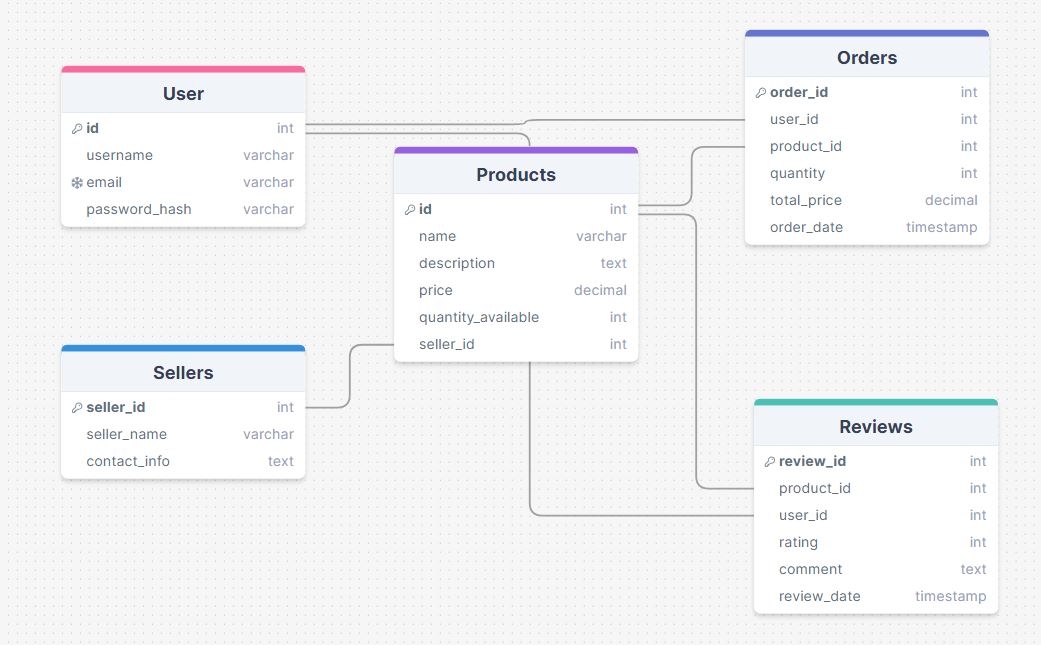 User
id int
username varchar
email varchar
password_hash varchar
Products
id int
name varchar
description text
price decimal
quantity_available int
seller_id int
Orders
order_id int
user_id int
product_id int
quantity int
total_price decimal
order_date timestamp
Sellers
seller_id int
seller_name varchar
contact_info text
Reviews
review_id int
product_id int
user_id int
rating int
comment text
review_date timestamp